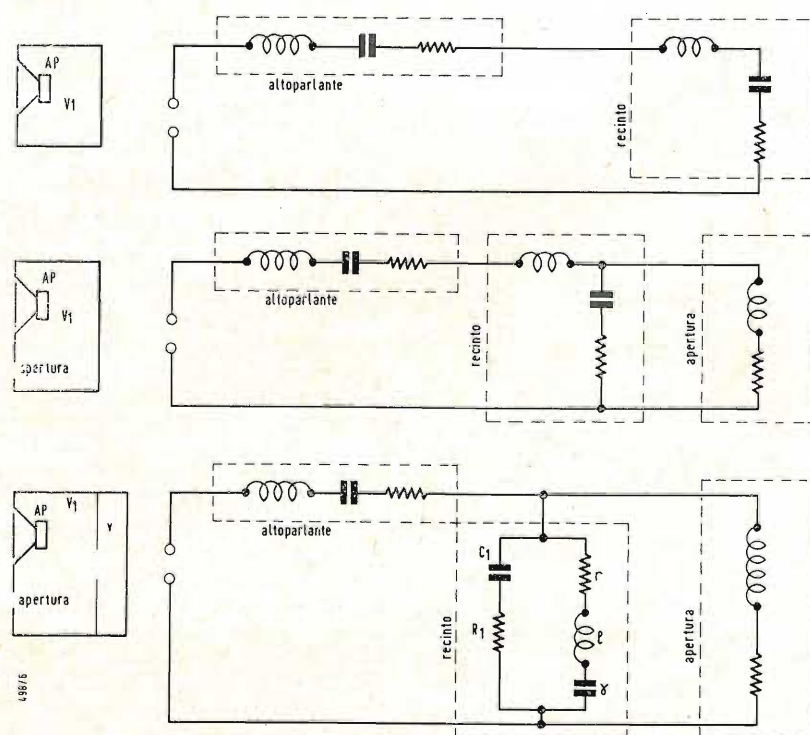 AP
V1
altoparlante
recinto
AP
V1
apertura
altoparlante
recinto
apertura
AP
V1
v
apertura
altoparlante
C1
R1
r
ℓ
γ
recinto
apertura
498/6